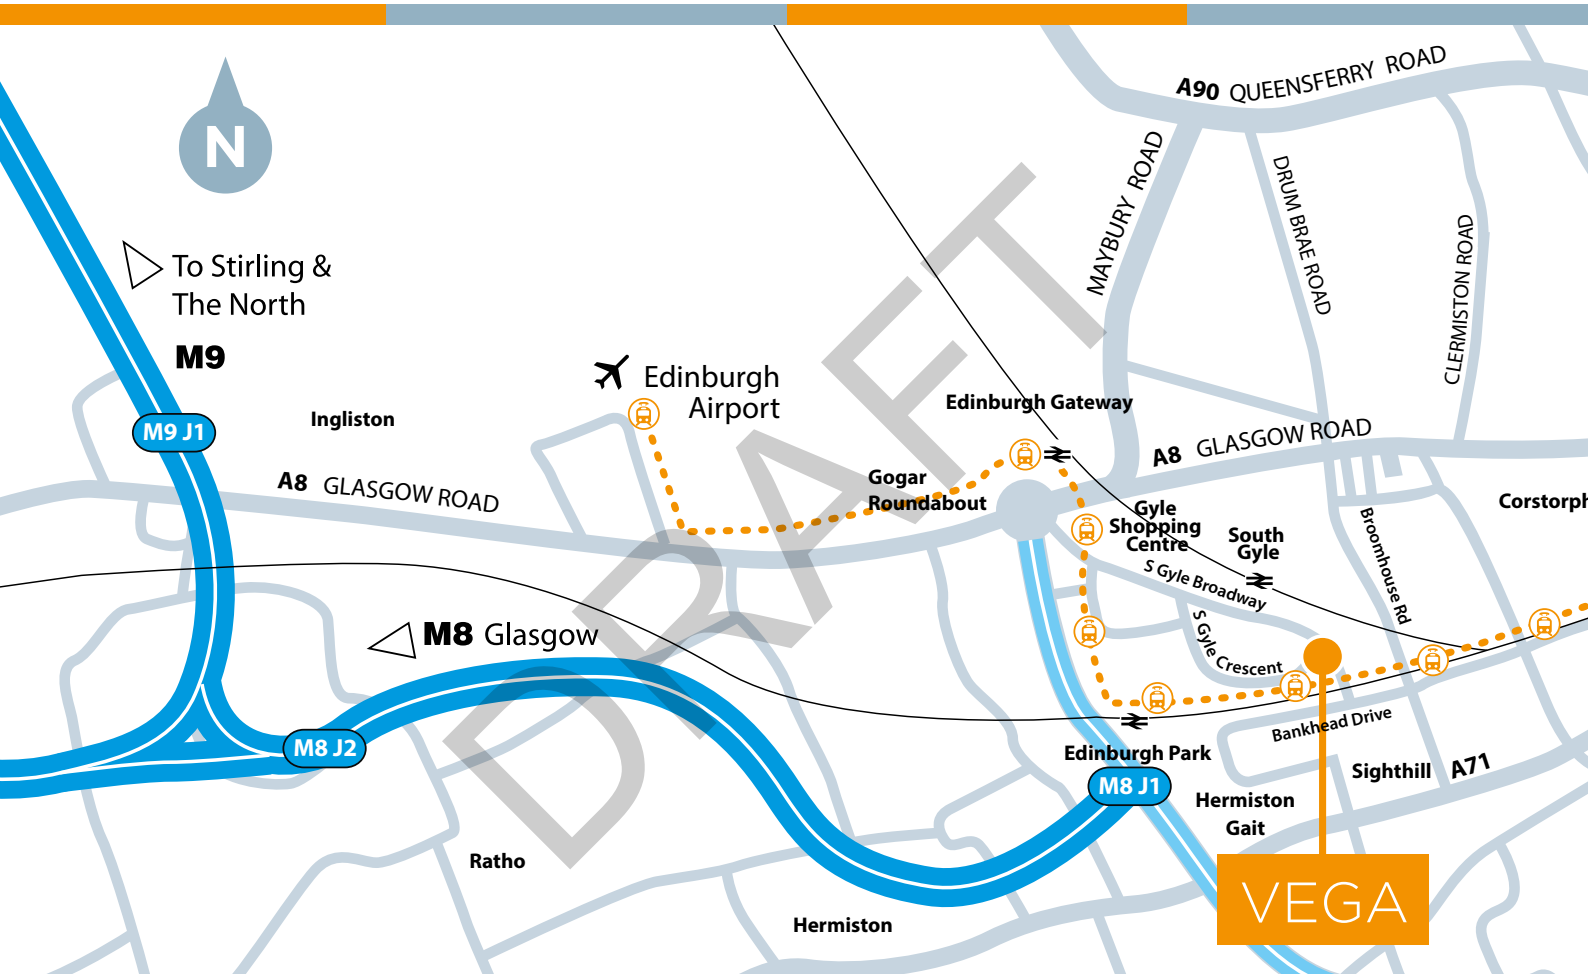 A90 QUEENSFERRY ROAD
N
MAYBURY ROAD
DRUM BRAE ROAD
CLERMISTON ROAD
To Stirling &
The North
M9
Edinburgh
Airport
Edinburgh Gateway
Ingliston
M9 J1
A8 GLASGOW ROAD
A8 GLASGOW ROAD
Gogar
Roundabout
Gyle
Shopping
Centre
South
Gyle
Corstorph
Broomhouse Rd
S Gyle Broadway
S Gyle Crescent
M8 Glasgow
DRAFT
M8 J2
Bankhead Drive
Edinburgh Park
M8 J1
Sighthill
A71
Hermiston
Gait
Ratho
Hermiston
VEGA